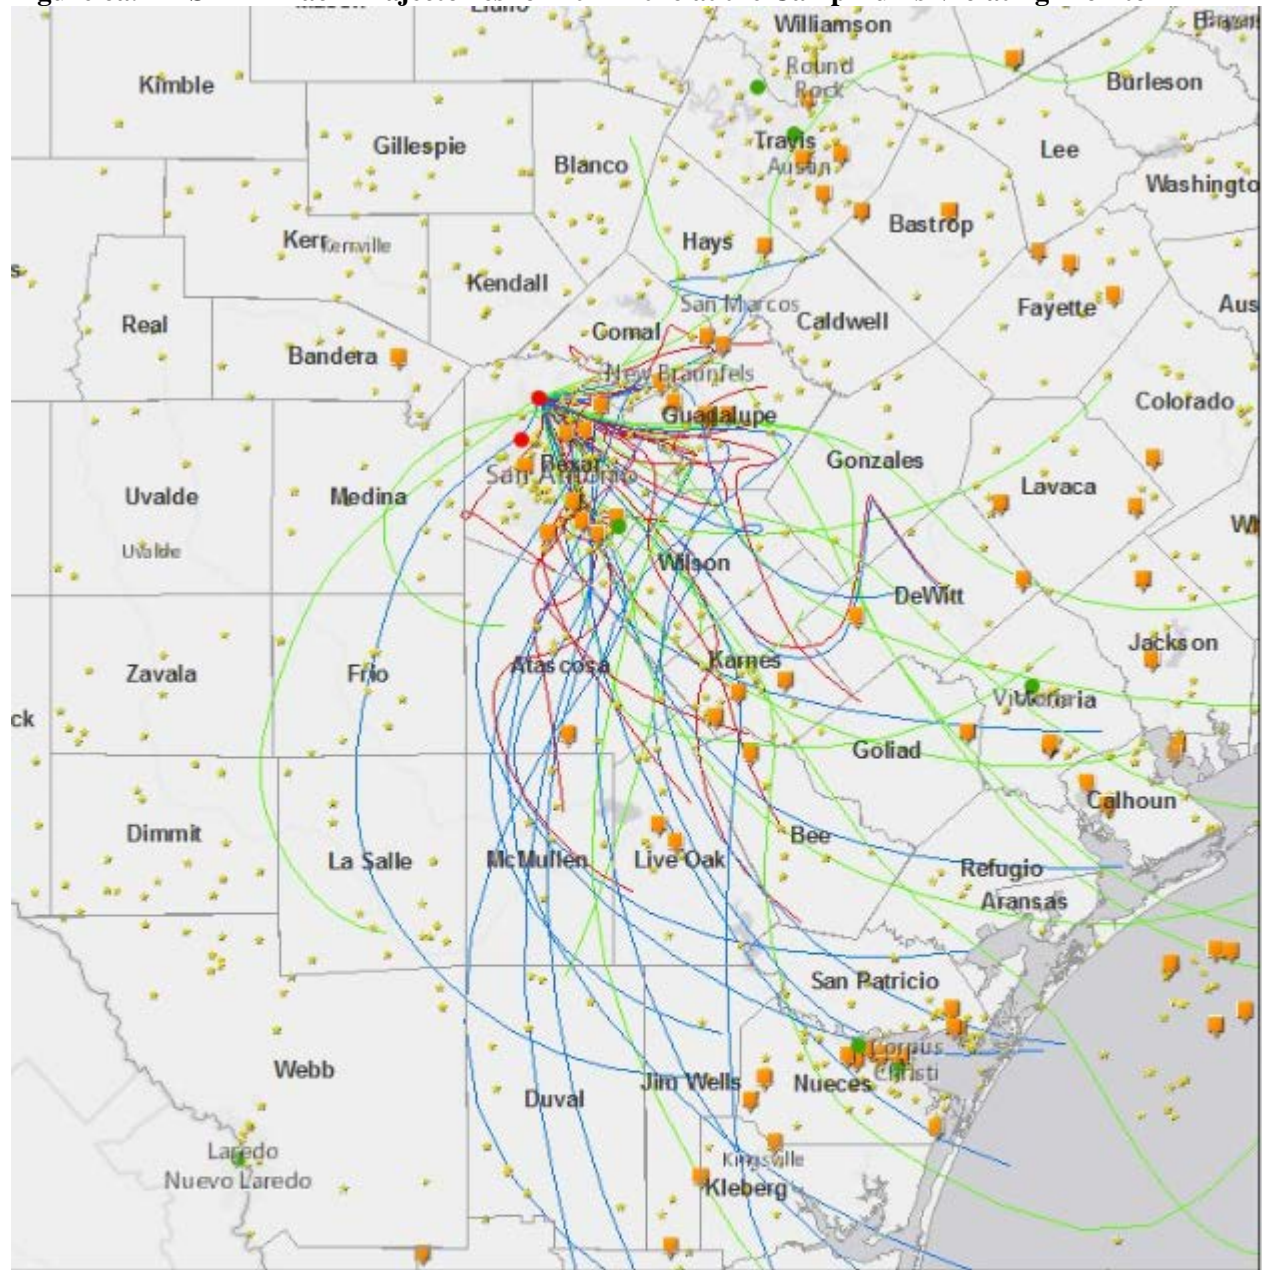 Williamson
Round
Rock
Burleson
Kimble
Gillespie
Blanco
Travis
Austin
Lee
Washingto
Bastrop
Kerr
Kerrville
Hays
Kendall
San Marcos
Fayette
Aus
Real
Comal
Caldwell
Bandera
New Braunfels
Guadalupe
Colorado
Bexar
San Antonio
Gonzales
Lavaca
Uvalde
Medina
Uvalde
Wilson
DeWitt
Jackson
Zavala
Frio
Atascosa
Karnes
Victoria
ck
Goliad
Calhoun
Dimmit
La Salle
McMullen
Live Oak
Bee
Refugio
Aransas
San Patricio
Corpus
Christi
Webb
Duval
Jim Wells
Nueces
Laredo
Nuevo Laredo
Kingsville
Kleberg